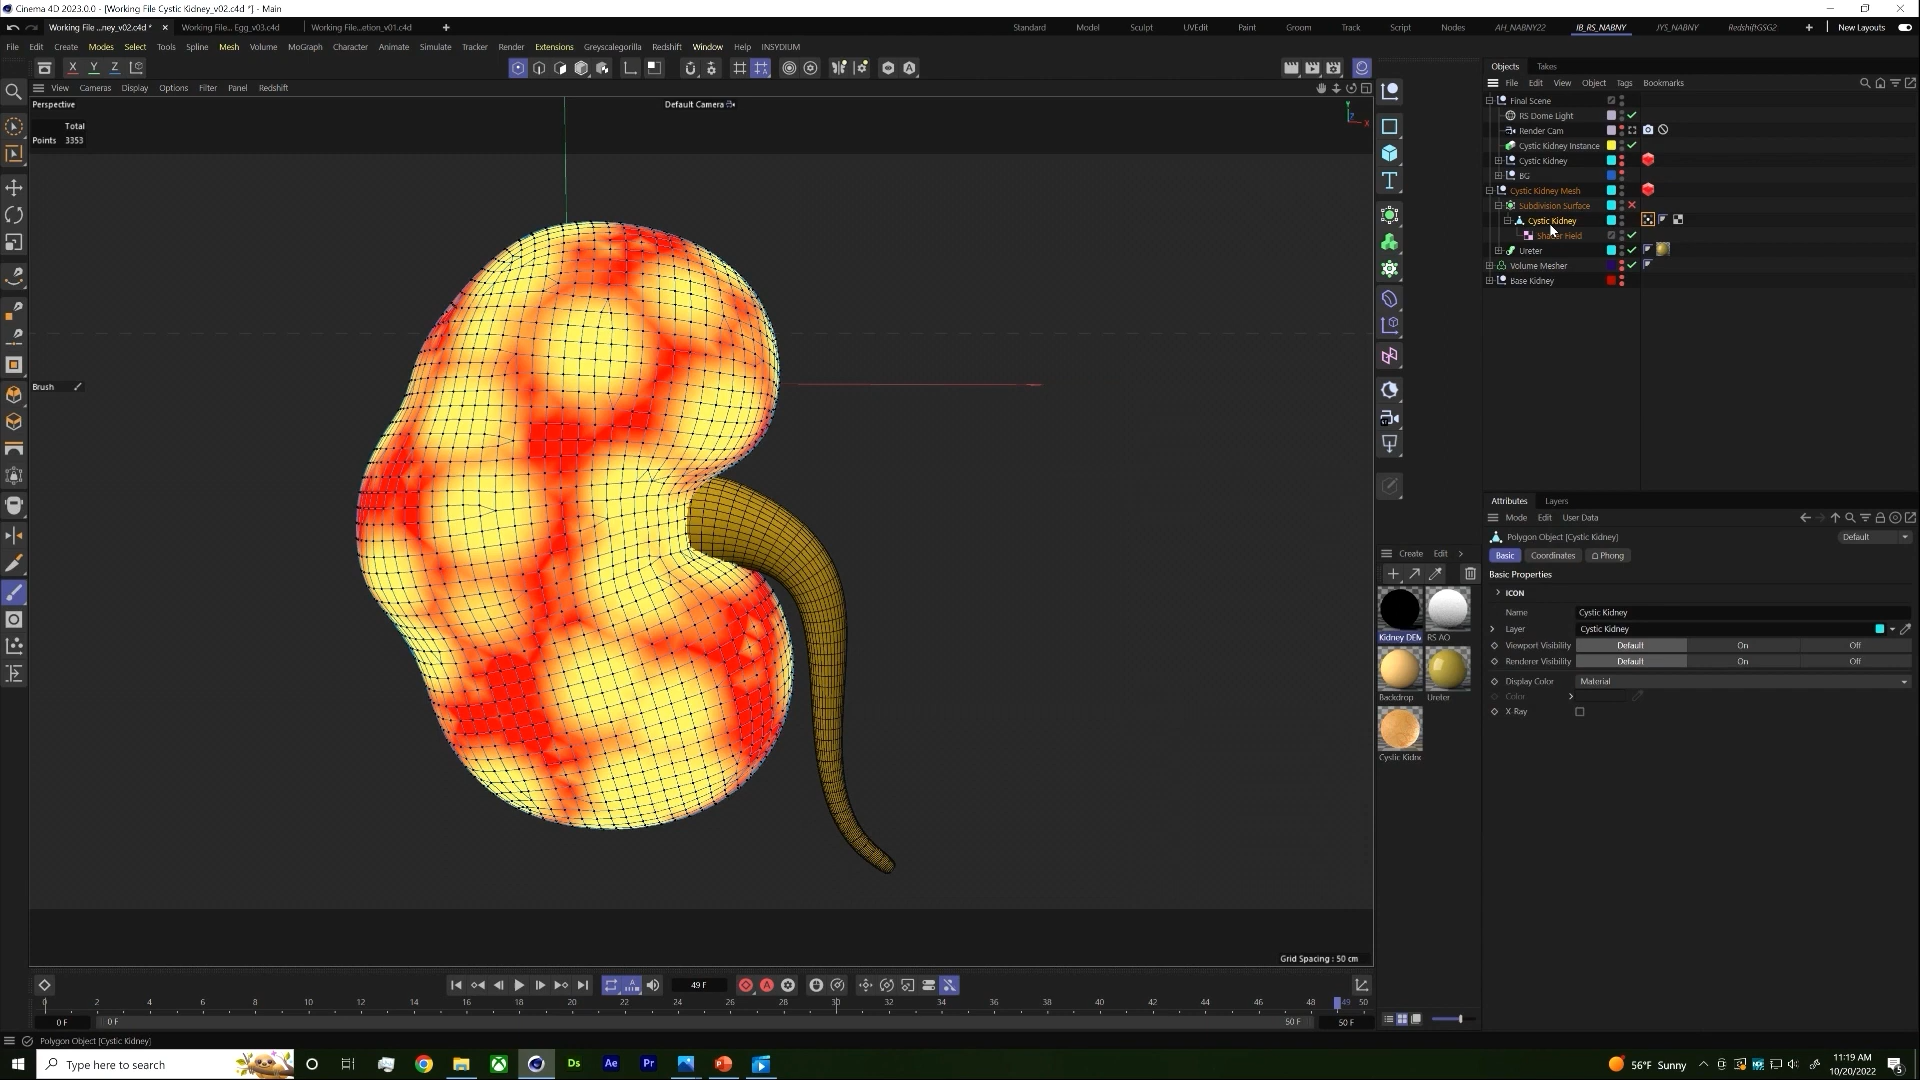 Cinema 4D 2023.0.0 - [Working File Cystic Kidney_v02.c4d *] - Main
Working File ...ney_v02.c4d * Working File... Egg_v03.c4d Working File...etion_v01.c4d
Standard Model Sculpt UVEdit Paint Groom Track Script Nodes AH_NABNY22 IB_RS_NABNY JYS_NABNY RedshiftGSG2 New Layouts
File Edit Create Modes Select Tools Spline Mesh Volume MoGraph Character Animate Simulate Tracker Render Extensions Greyscalegorilla Redshift Window Help INSYDIUM
X Y Z
Objects Takes
View Cameras Display Options Filter Panel Redshift
File Edit View Object Tags Bookmarks
Perspective
Default Camera
Total
Points 3353
Final Scene
RS Dome Light
Render Cam
Cystic Kidney Instance
Cystic Kidney
BG
Cystic Kidney Mesh
Subdivision Surface
Cystic Kidney
Field
Ureter
Volume Mesher
Base Kidney
Brush
Attributes Layers
Mode Edit User Data
Polygon Object [Cystic Kidney]
Default
Basic Coordinates Phong
Basic Properties
ICON
Name Cystic Kidney
Layer Cystic Kidney
Viewport Visibility Default On Off
Renderer Visibility Default On Off
Display Color Material
Color
X-Ray
Create Edit
Kidney DEM RS AO
Backdrop Ureter
Cystic Kidne
Grid Spacing : 50 cm
49 F
0 2 4 6 8 10 12 14 16 18 20 22 24 26 28 30 32 34 36 38 40 42 44 46 48 49 50
0 F 0 F 50 F 50 F
Polygon Object [Cystic Kidney]
Type here to search
Ds Ae Pr
56°F Sunny
11:19 AM
10/20/2022
5